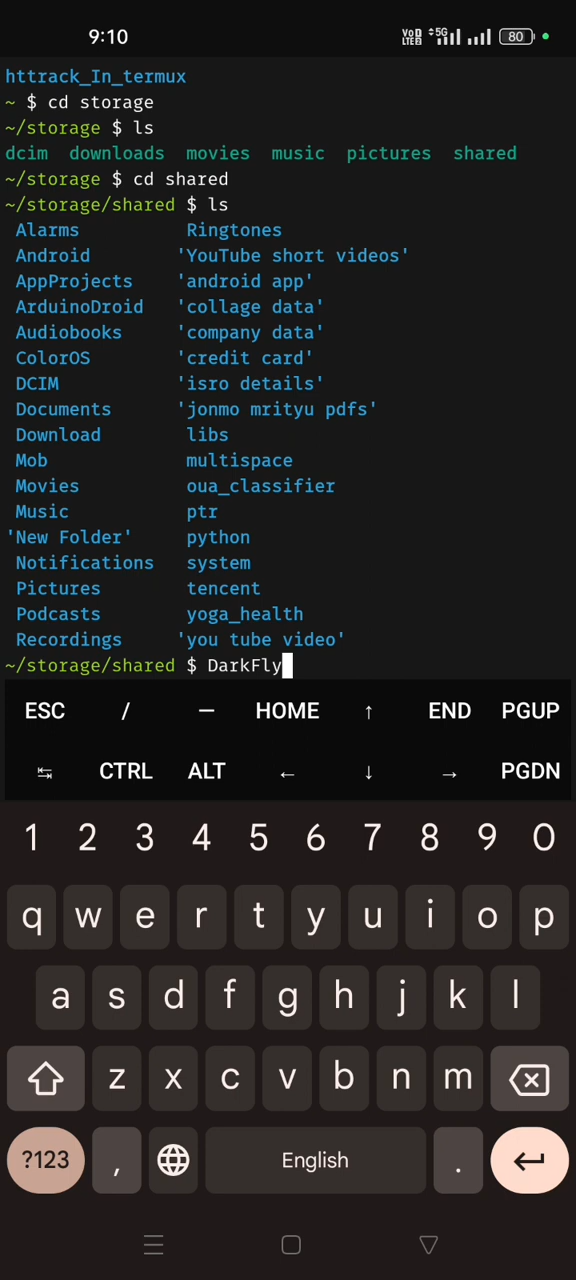 9:10 VoD LTE2 5G 80
httrack_In_termux
~ $ cd storage
~/storage $ ls
dcim downloads movies music pictures shared
~/storage $ cd shared
~/storage/shared $ ls
Alarms Ringtones
Android 'YouTube short videos'
AppProjects 'android app'
ArduinoDroid 'collage data'
Audiobooks 'company data'
ColorOS 'credit card'
DCIM 'isro details'
Documents 'jonmo mrityu pdfs'
Download libs
Mob multispace
Movies oua_classifier
Music ptr
'New Folder' python
Notifications system
Pictures tencent
Podcasts yoga_health
Recordings 'you tube video'
~/storage/shared $ DarkFly
ESC / — HOME ↑ END PGUP
↹ CTRL ALT ← ↓ → PGDN
1 2 3 4 5 6 7 8 9 0
q w e r t y u i o p
a s d f g h j k l
z x c v b n m
?123 , English .